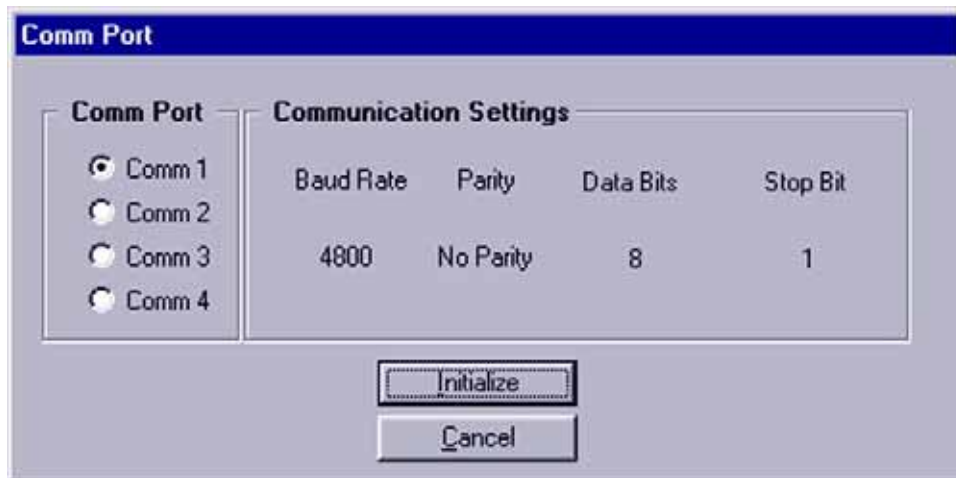 Comm Port
Comm Port
Comm 1
Comm 2
Comm 3
Comm 4
Communication Settings
Baud Rate Parity Data Bits Stop Bit
4800 No Parity 8 1
Initialize
Cancel